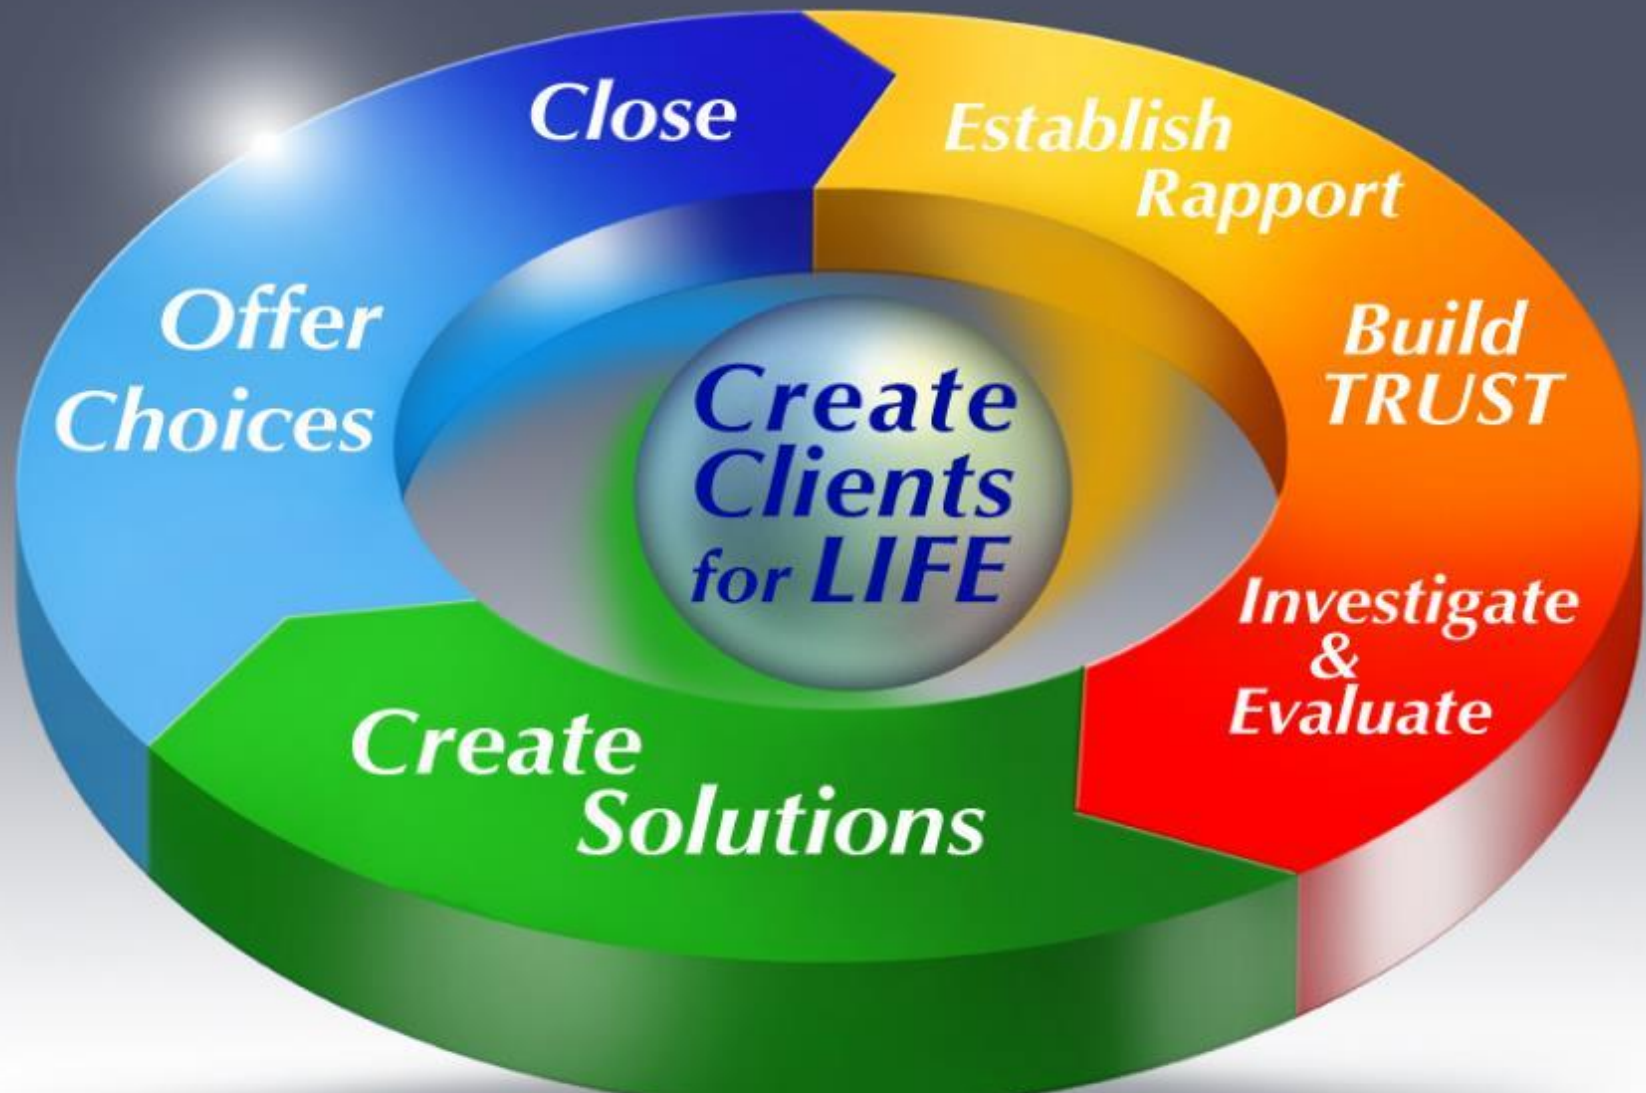 Close
Establish
Rapport
Build
TRUST
Investigate
&
Evaluate
Create
Solutions
Offer
Choices
Create
Clients
for LIFE